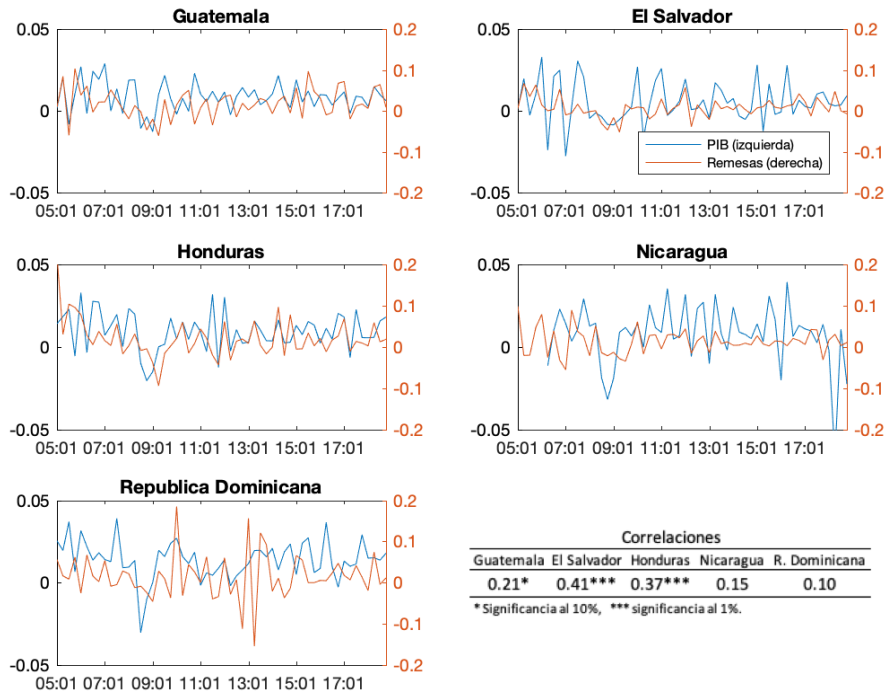 Guatemala
0.05
0
-0.05
0.2
0.1
0
-0.1
-0.2
05:01 07:01 09:01 11:01 13:01 15:01 17:01
El Salvador
0.05
0
-0.05
0.2
0.1
0
-0.1
-0.2
PIB (izquierda)
Remesas (derecha)
05:01 07:01 09:01 11:01 13:01 15:01 17:01
Honduras
0.05
0
-0.05
0.2
0.1
0
-0.1
-0.2
05:01 07:01 09:01 11:01 13:01 15:01 17:01
Nicaragua
0.05
0
-0.05
0.2
0.1
0
-0.1
-0.2
05:01 07:01 09:01 11:01 13:01 15:01 17:01
Republica Dominicana
0.05
0
-0.05
0.2
0.1
0
-0.1
-0.2
05:01 07:01 09:01 11:01 13:01 15:01 17:01
Correlaciones
Guatemala El Salvador Honduras Nicaragua R. Dominicana
0.21* 0.41*** 0.37*** 0.15 0.10
* Significancia al 10%, *** significancia al 1%.